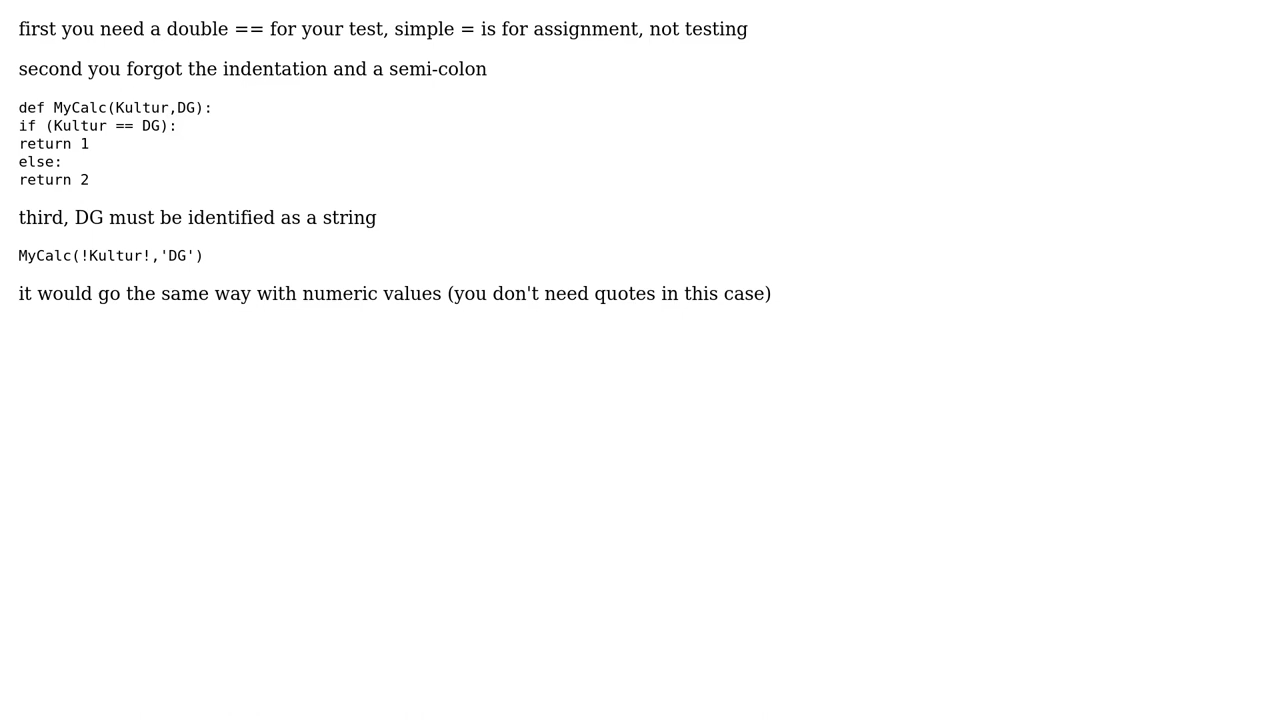 first you need a double == for your test, simple = is for assignment, not testing
second you forgot the indentation and a semi-colon
def MyCalc(Kultur,DG):
if (Kultur == DG):
return 1
else:
return 2
third, DG must be identified as a string
MyCalc(!Kultur!,'DG')
it would go the same way with numeric values (you don't need quotes in this case)